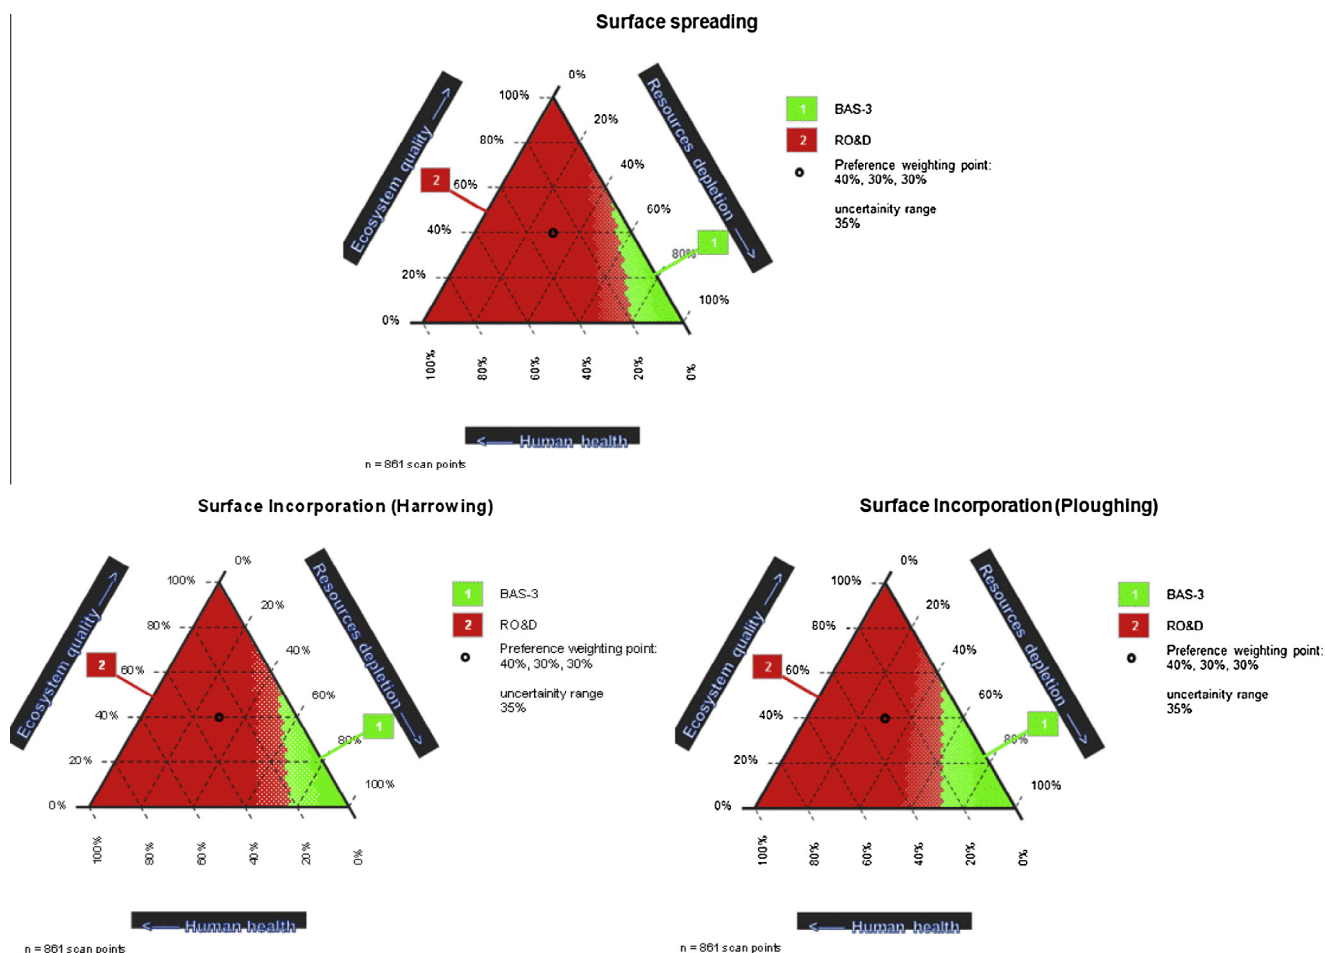 Surface spreading
Ecosystem quality
Resources depletion
0%
100%
20%
80%
40%
60%
60%
40%
80%
20%
100%
0%
100%
80%
60%
40%
20%
0%
2
1
Human health
n = 861 scan points
1 BAS-3
2 RO&D
Preference weighting point:
40%, 30%, 30%
uncertainity range
35%
Surface Incorporation (Harrowing)
Ecosystem quality
Resources depletion
0%
100%
20%
80%
40%
60%
60%
40%
80%
20%
100%
0%
100%
80%
60%
40%
20%
0%
2
1
Human health
n = 861 scan points
1 BAS-3
2 RO&D
Preference weighting point:
40%, 30%, 30%
uncertainity range
35%
Surface Incorporation (Ploughing)
Ecosystem quality
Resources depletion
0%
100%
20%
80%
40%
60%
60%
40%
80%
20%
100%
0%
100%
80%
60%
40%
20%
0%
2
1
Human health
n = 861 scan points
1 BAS-3
2 RO&D
Preference weighting point:
40%, 30%, 30%
uncertainity range
35%